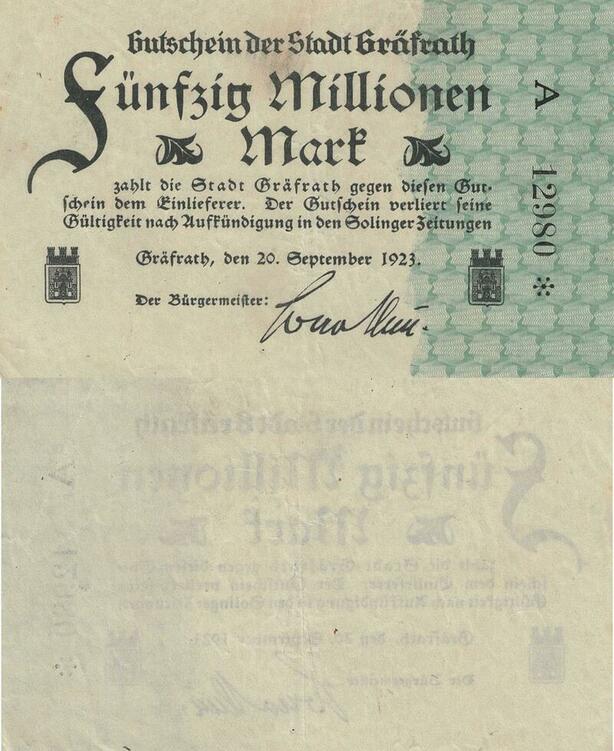 Gutschein der Stadt Gräfrath
Fünfzig Millionen
Mark
zahlt die Stadt Gräfrath gegen diesen Gut-
schein dem Einlieferer. Der Gutschein verliert seine
Gültigkeit nach Aufkündigung in den Solinger Zeitungen
Gräfrath, den 20. September 1923.
Der Bürgermeister:
A 12980 *